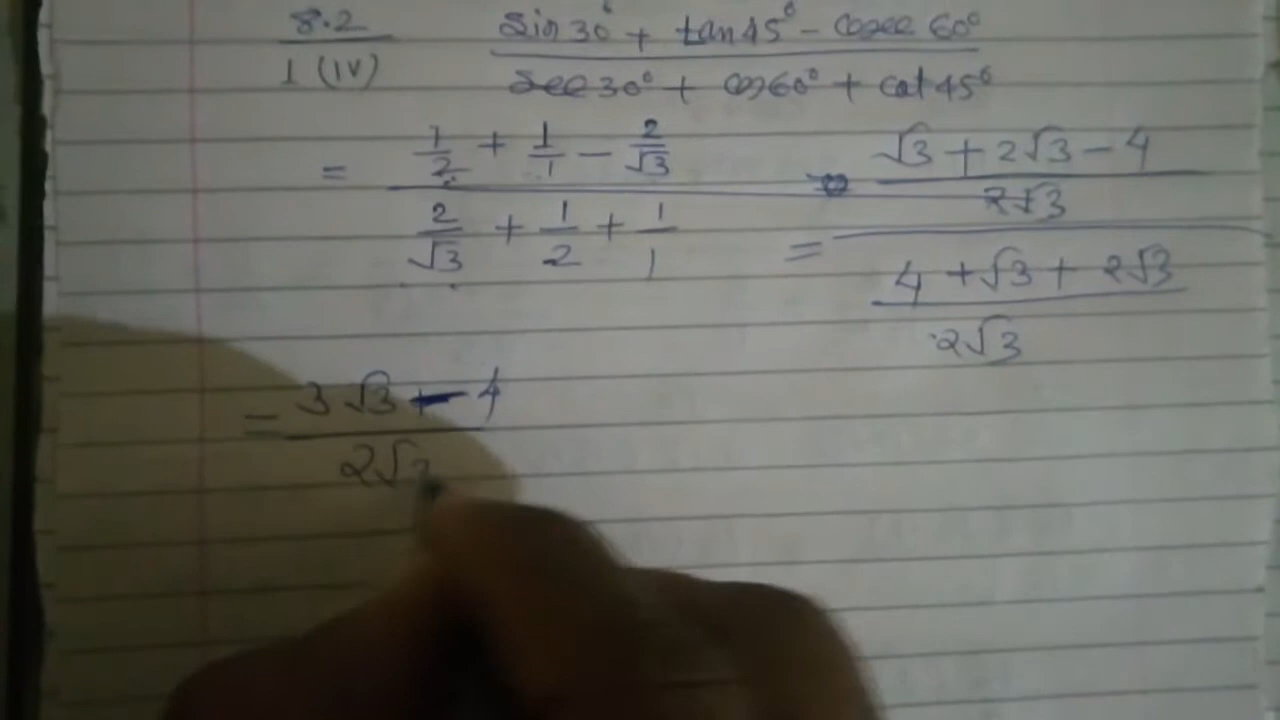 8.2
1 (IV)
sin 30° + tan 45° - cosec 60°
sec 30° + cos 60° + cot 45°
= 1/2 + 1/1 - 2/√3
2/√3 + 1/2 + 1/1
√3 + 2√3 - 4
2√3
=
4 + √3 + 2√3
2√3
= 3√3 - 4
2√3